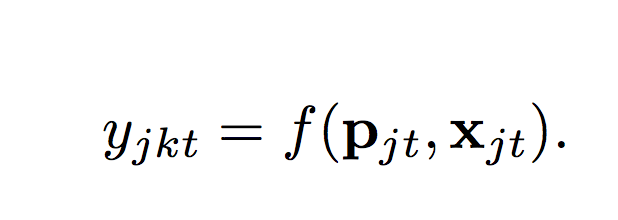 y_{jkt} = f(\mathbf{p}_{jt}, \mathbf{x}_{jt}).